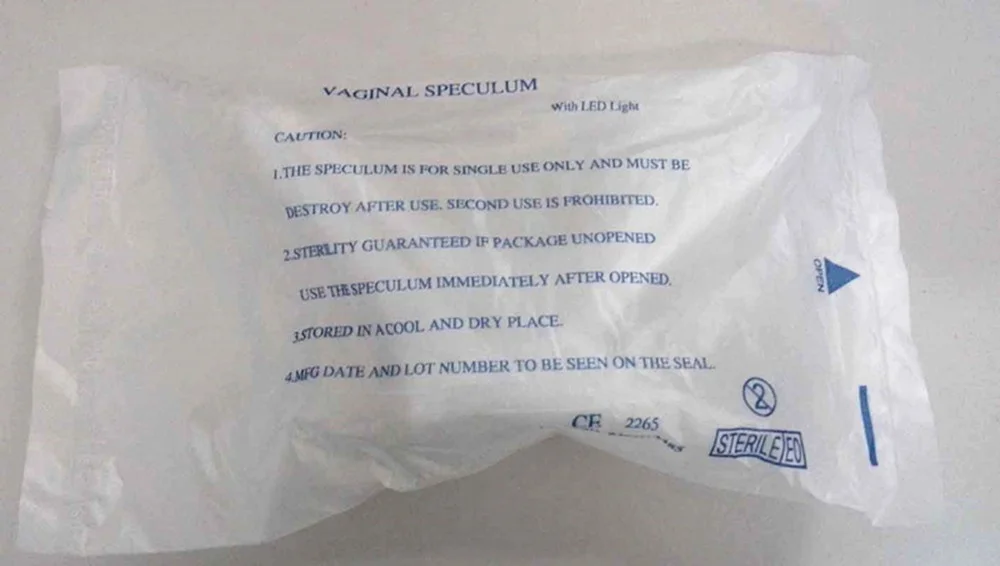 VAGINAL SPECULUM
With LED Light
CAUTION:
1.THE SPECULUM IS FOR SINGLE USE ONLY AND MUST BE
DESTROY AFTER USE. SECOND USE IS PROHIBITED.
2.STERILITY GUARANTEED IF PACKAGE UNOPENED
USE THE SPECULUM IMMEDIATELY AFTER OPENED.
3.STORED IN A COOL AND DRY PLACE.
4.MFG DATE AND LOT NUMBER TO BE SEEN ON THE SEAL.
OPEN
2
CE 2265
STERILE EO